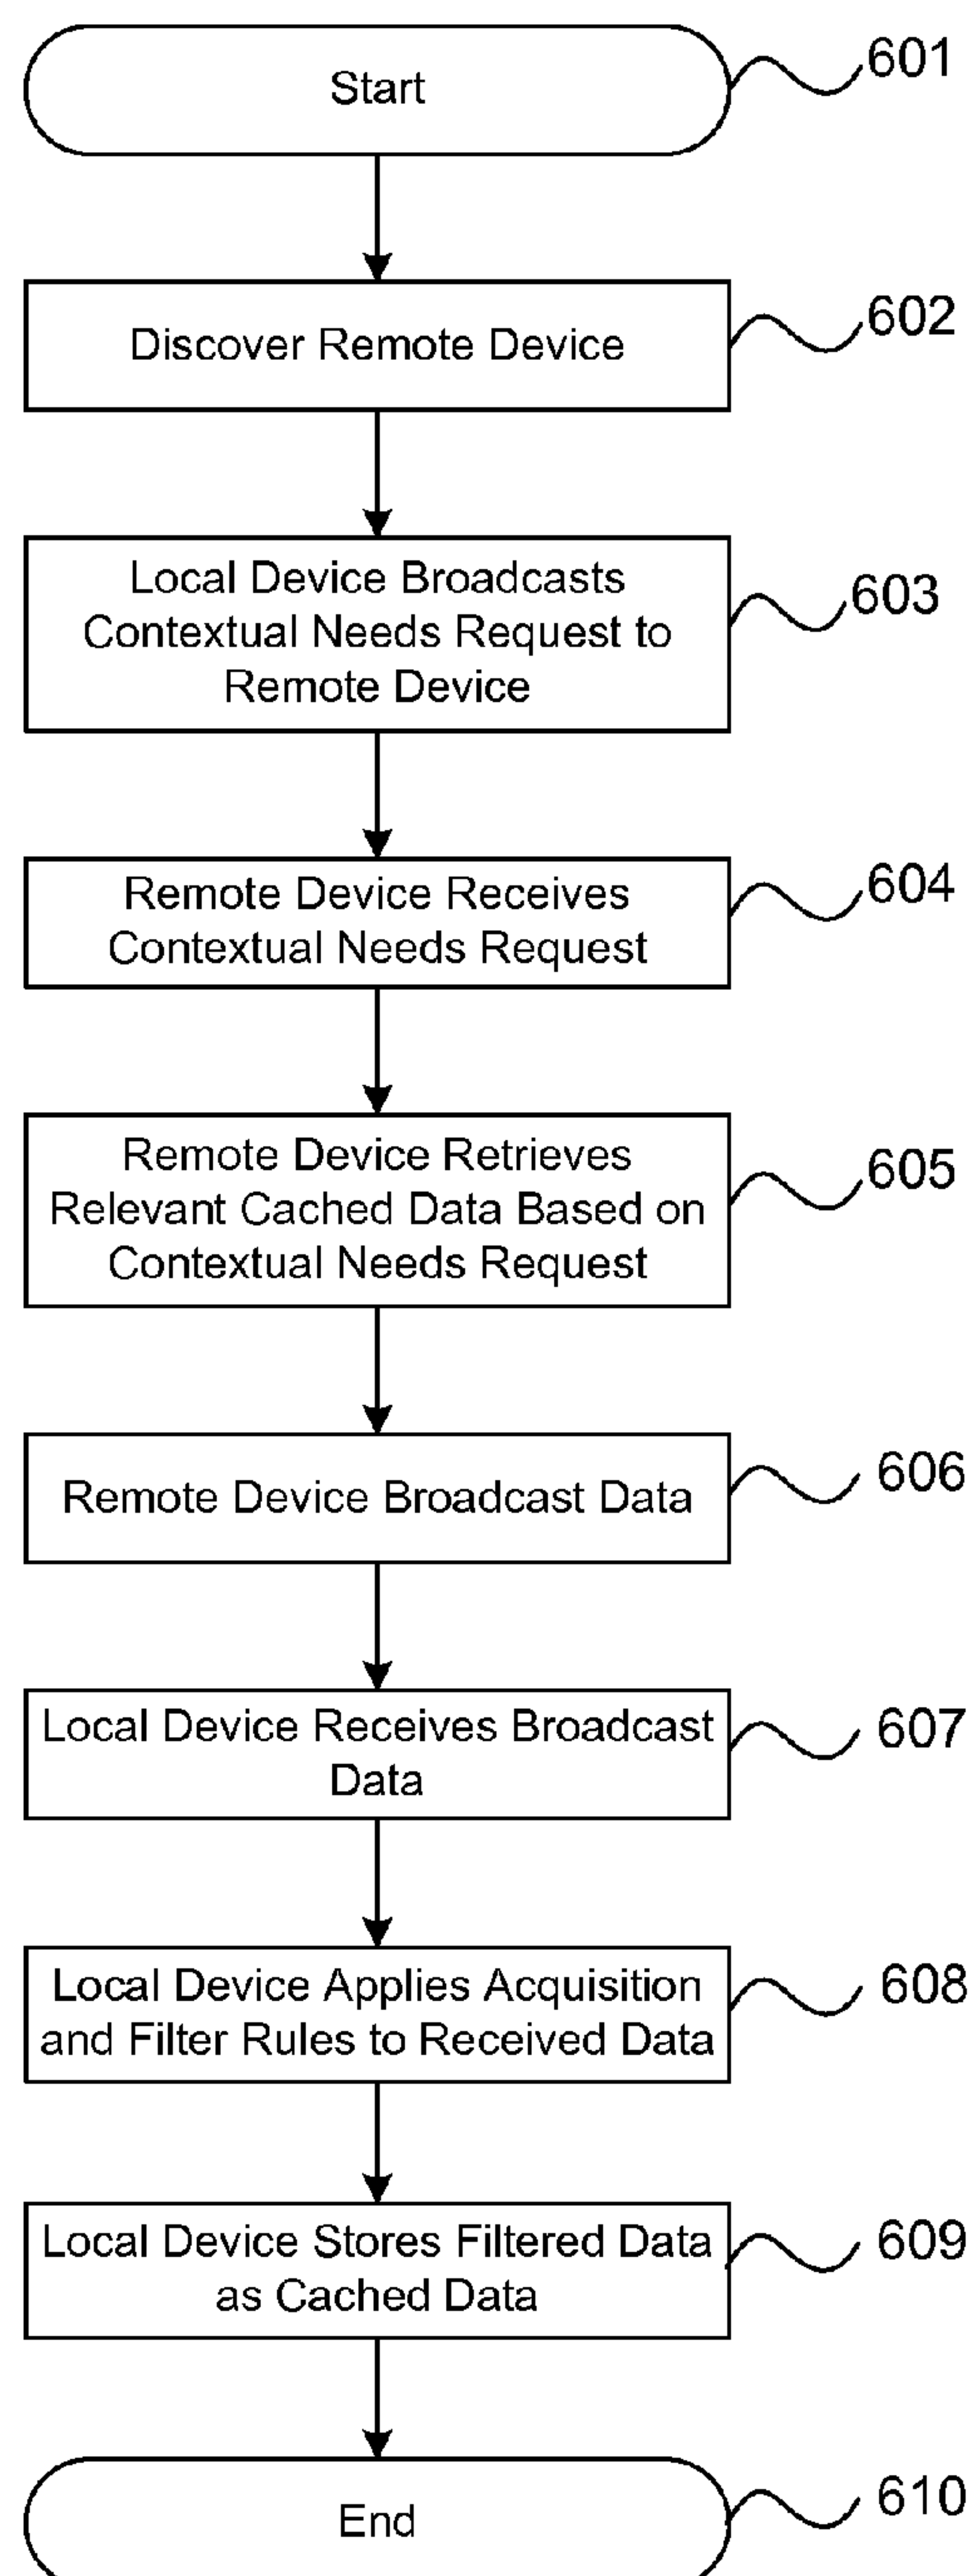 Start
601
Discover Remote Device
602
Local Device Broadcasts
Contextual Needs Request to
Remote Device
603
Remote Device Receives
Contextual Needs Request
604
Remote Device Retrieves
Relevant Cached Data Based on
Contextual Needs Request
605
Remote Device Broadcast Data
606
Local Device Receives Broadcast
Data
607
Local Device Applies Acquisition
and Filter Rules to Received Data
608
Local Device Stores Filtered Data
as Cached Data
609
End
610